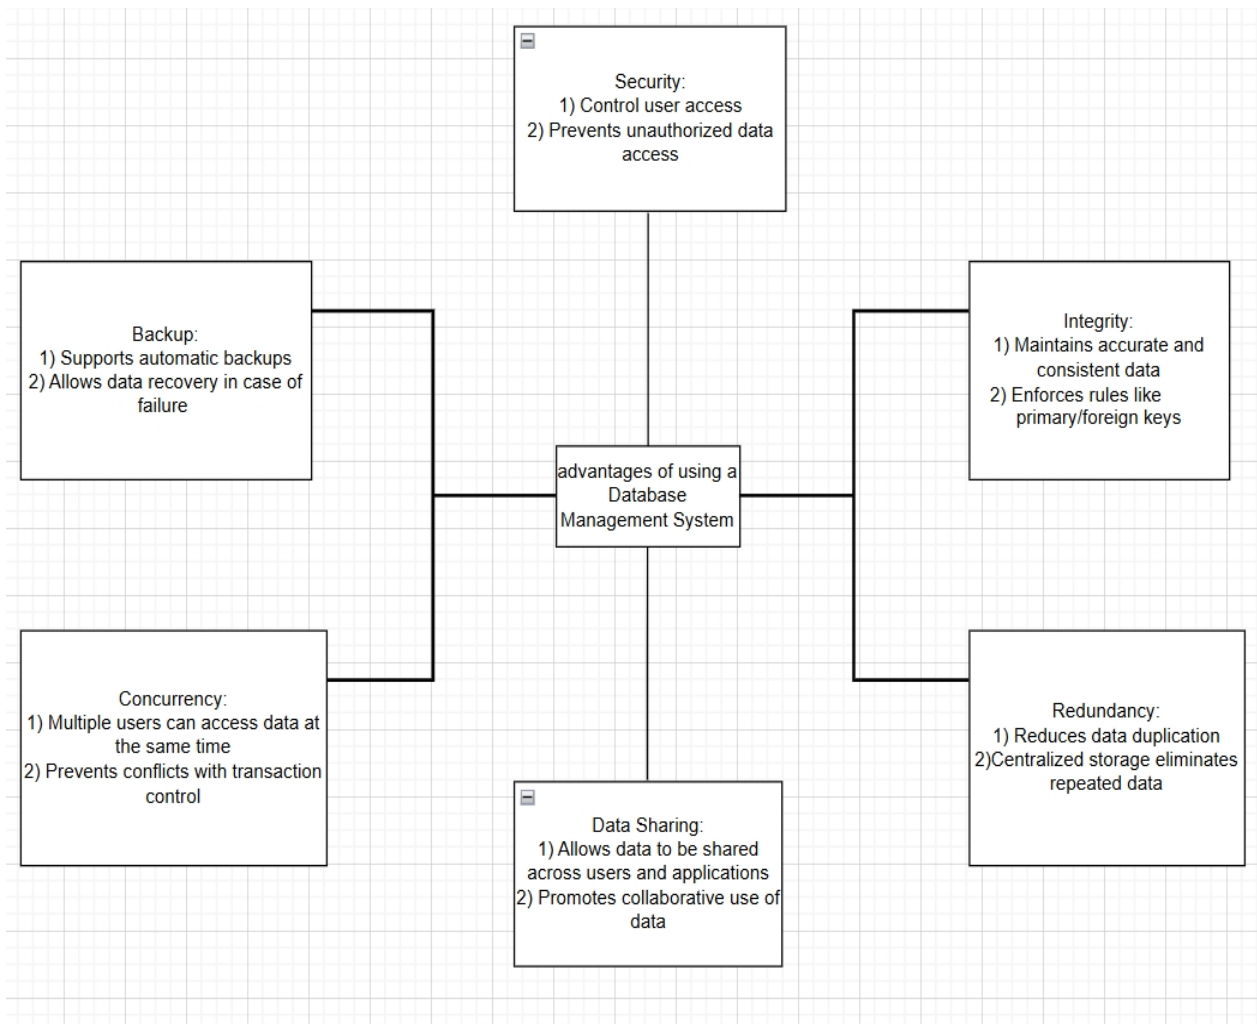 Security:
1) Control user access
2) Prevents unauthorized data
access
Backup:
1) Supports automatic backups
2) Allows data recovery in case of
failure
Integrity:
1) Maintains accurate and
consistent data
2) Enforces rules like
primary/foreign keys
advantages of using a
Database
Management System
Concurrency:
1) Multiple users can access data at
the same time
2) Prevents conflicts with transaction
control
Redundancy:
1) Reduces data duplication
2)Centralized storage eliminates
repeated data
Data Sharing:
1) Allows data to be shared
across users and applications
2) Promotes collaborative use of
data